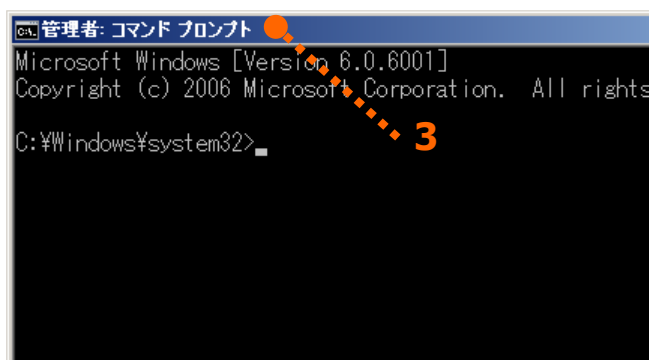 管理者: コマンド プロンプト
Microsoft Windows [Version 6.0.6001]
Copyright (c) 2006 Microsoft Corporation.  All rights
C:¥Windows¥system32>_
3